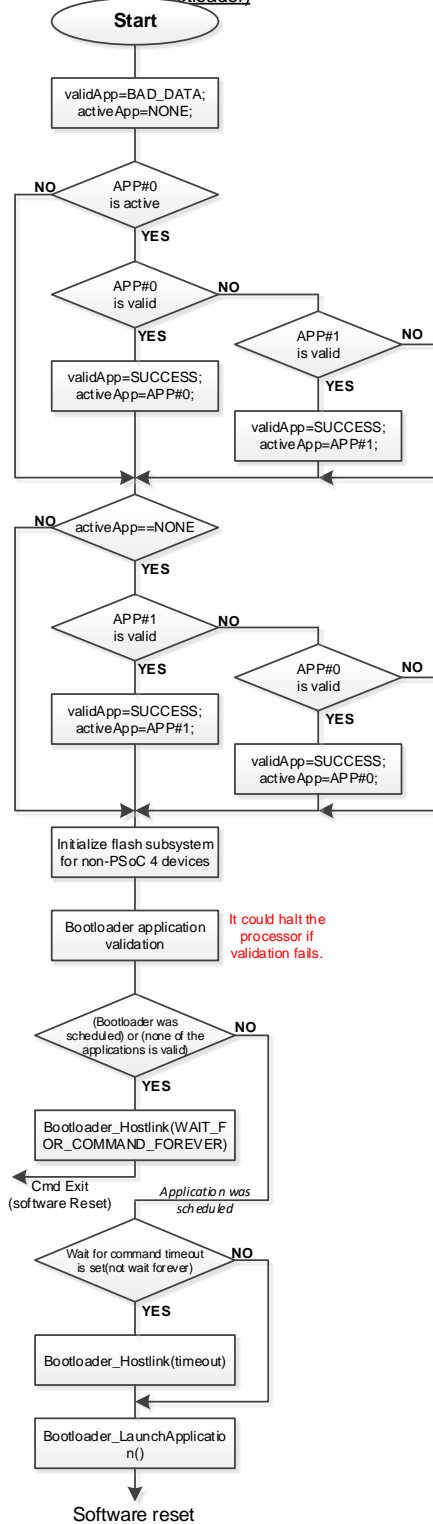 Start
validApp=BAD_DATA;
activeApp=NONE;
APP#0
is active
NO
YES
APP#0
is valid
NO
YES
APP#1
is valid
NO
YES
validApp=SUCCESS;
activeApp=APP#0;
validApp=SUCCESS;
activeApp=APP#1;
activeApp==NONE
NO
YES
APP#1
is valid
NO
YES
APP#0
is valid
NO
YES
validApp=SUCCESS;
activeApp=APP#1;
validApp=SUCCESS;
activeApp=APP#0;
Initialize flash subsystem
for non-PSoC 4 devices
Bootloader application
validation
It could halt the
processor if
validation fails.
(Bootloader was
scheduled) or (none of the
applications is valid)
NO
YES
Bootloader_Hostlink(WAIT_F
OR_COMMAND_FOREVER)
Cmd Exit
(software Reset)
Application was
scheduled
Wait for command timeout
is set(not wait forever)
NO
YES
Bootloader_Hostlink(timeout)
Bootloader_LaunchApplicatio
n()
Software reset